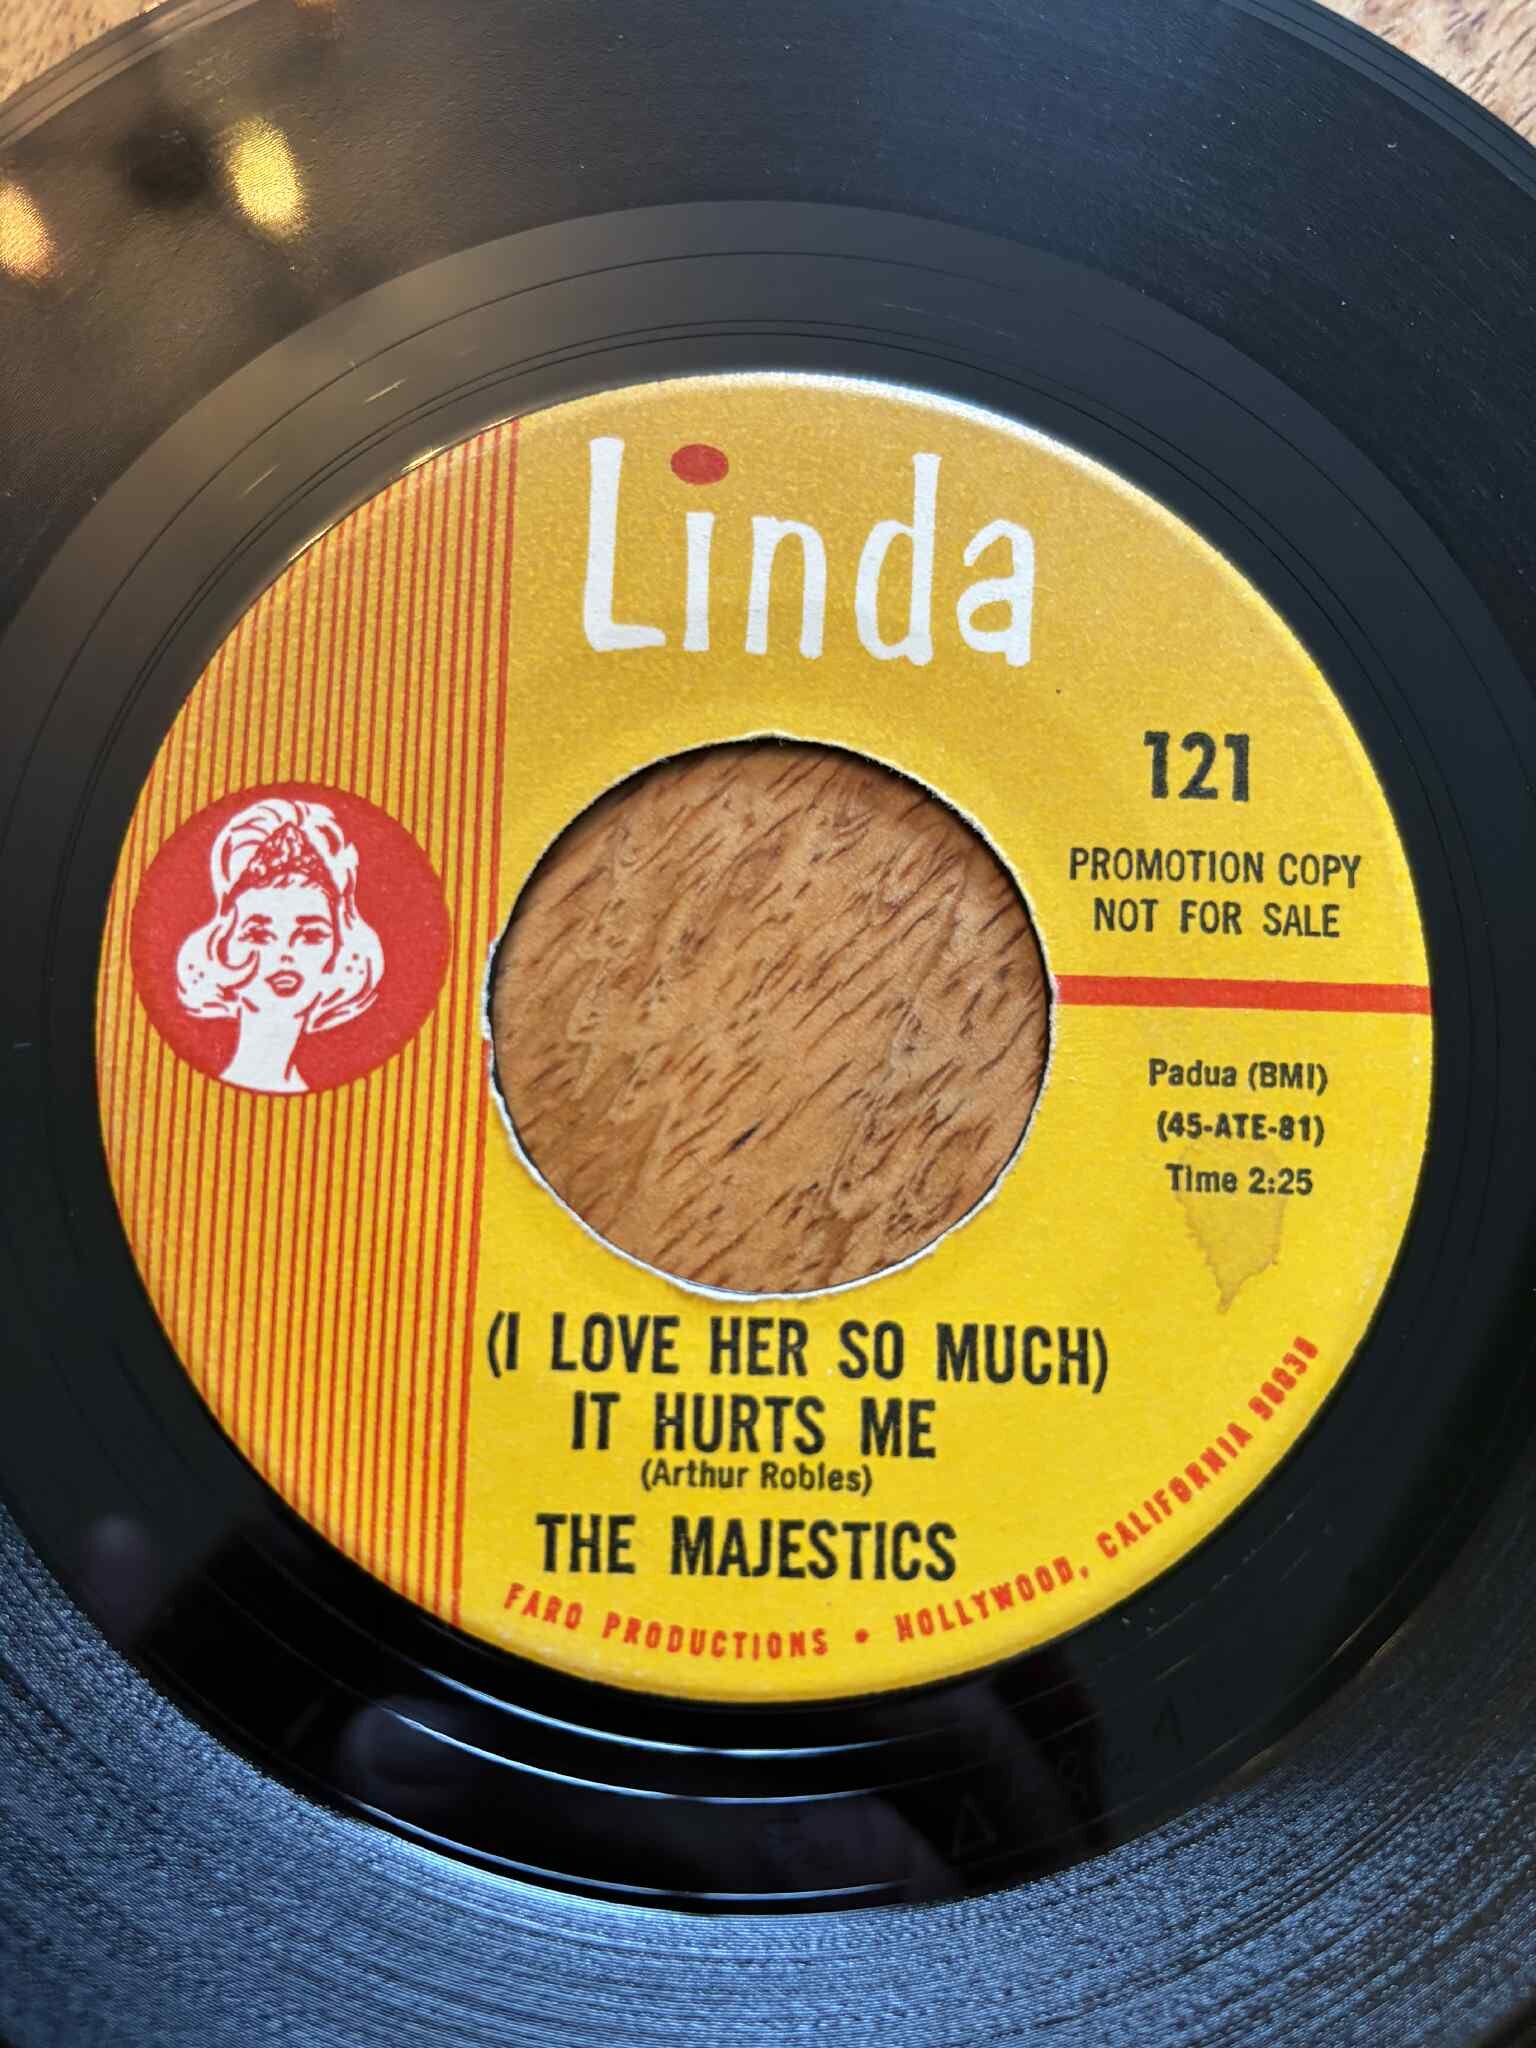 Linda
121
PROMOTION COPY
NOT FOR SALE
Padua (BMI)
(45-ATE-81)
Time 2:25
(I LOVE HER SO MUCH)
IT HURTS ME
(Arthur Robles)
THE MAJESTICS
FARO PRODUCTIONS • HOLLYWOOD, CALIFORNIA 90038